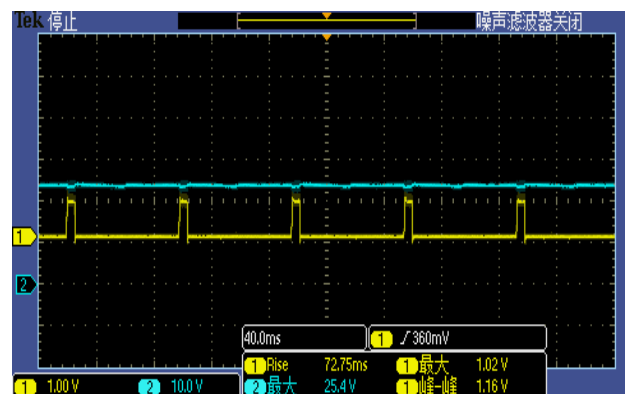 Tek 停止 噪声滤波器关闭
1
2
40.0ms 1 360mV
1 Rise 72.75ms 1 最大 1.02 V
1 1.00 V 2 10.0 V 2 最大 25.4 V 1 峰-峰 1.16 V